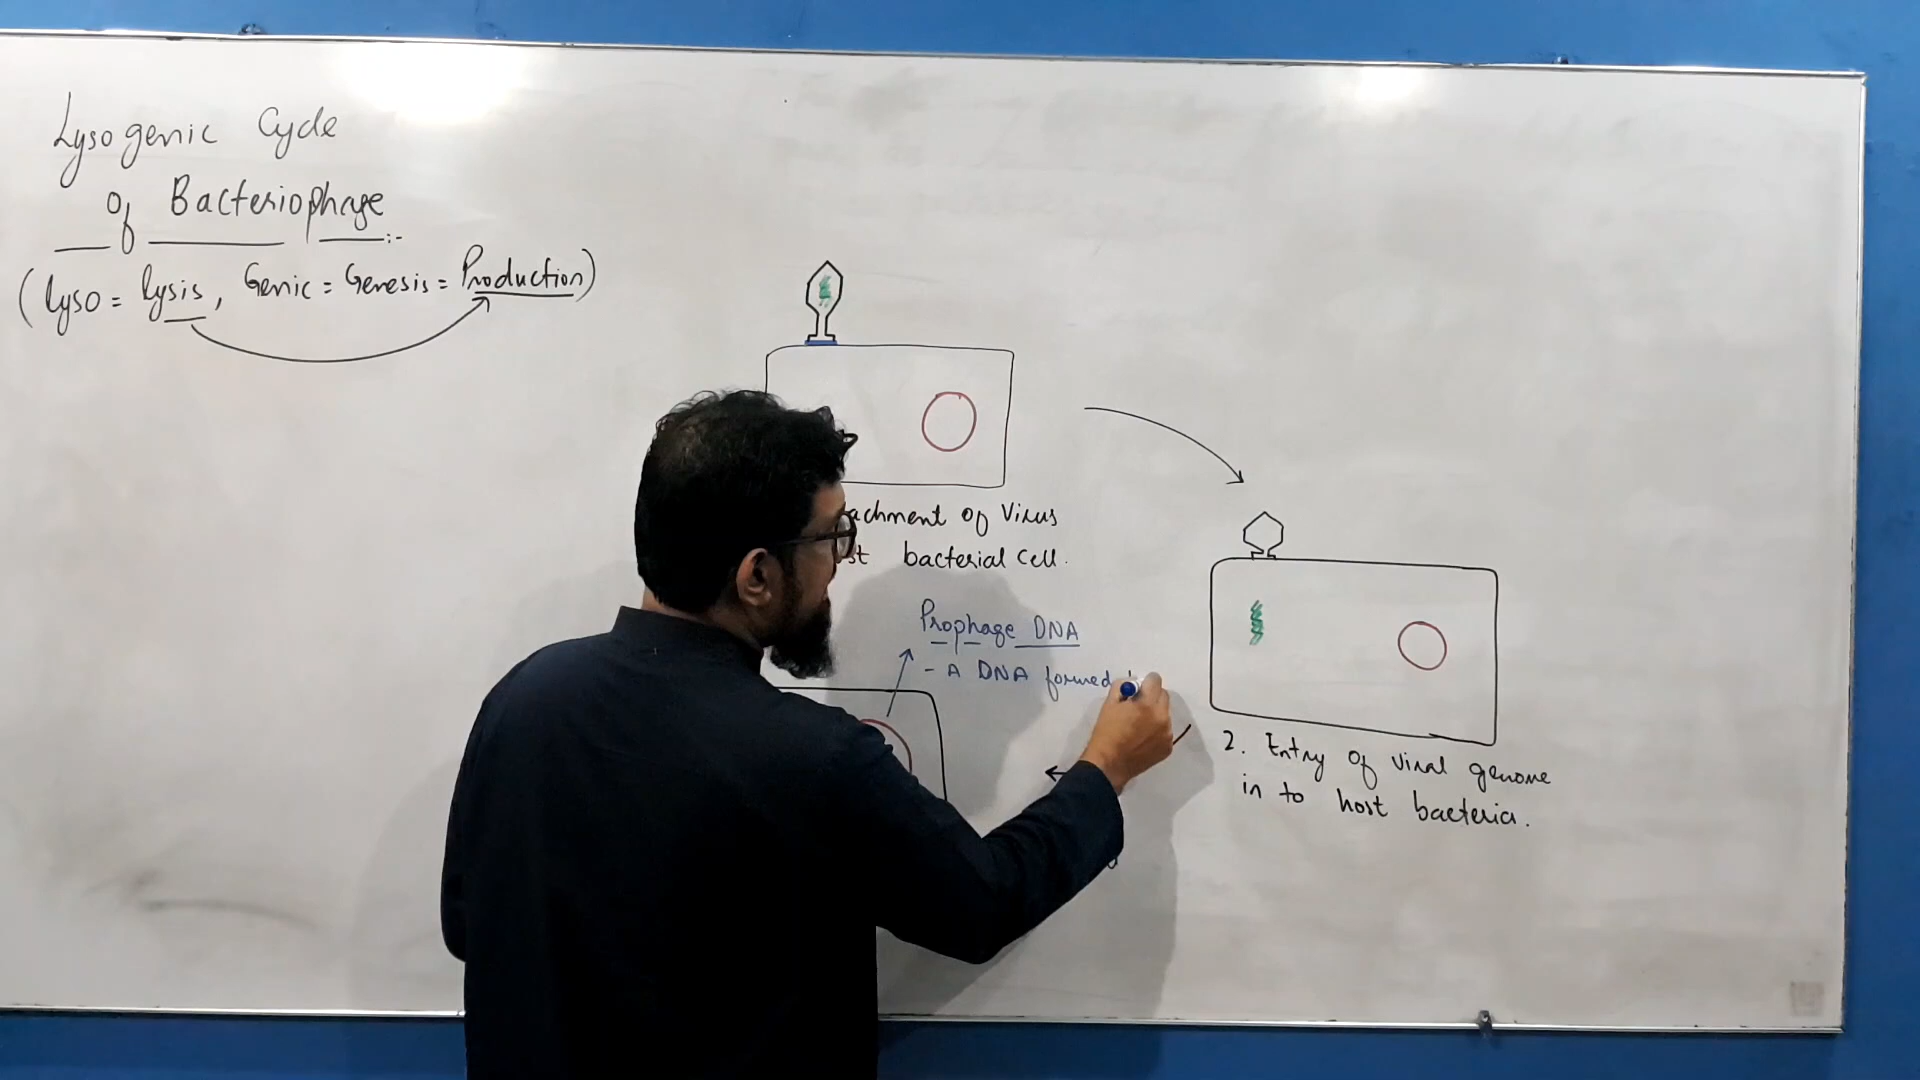 Lysogenic Cycle
of Bacteriophage :-
(Lyso = lysis, Genic = Genesis = Production)
achment of Virus
st bacterial cell.
Prophage DNA
- A DNA formed
2. Entry of viral genome
in to host bacteria.